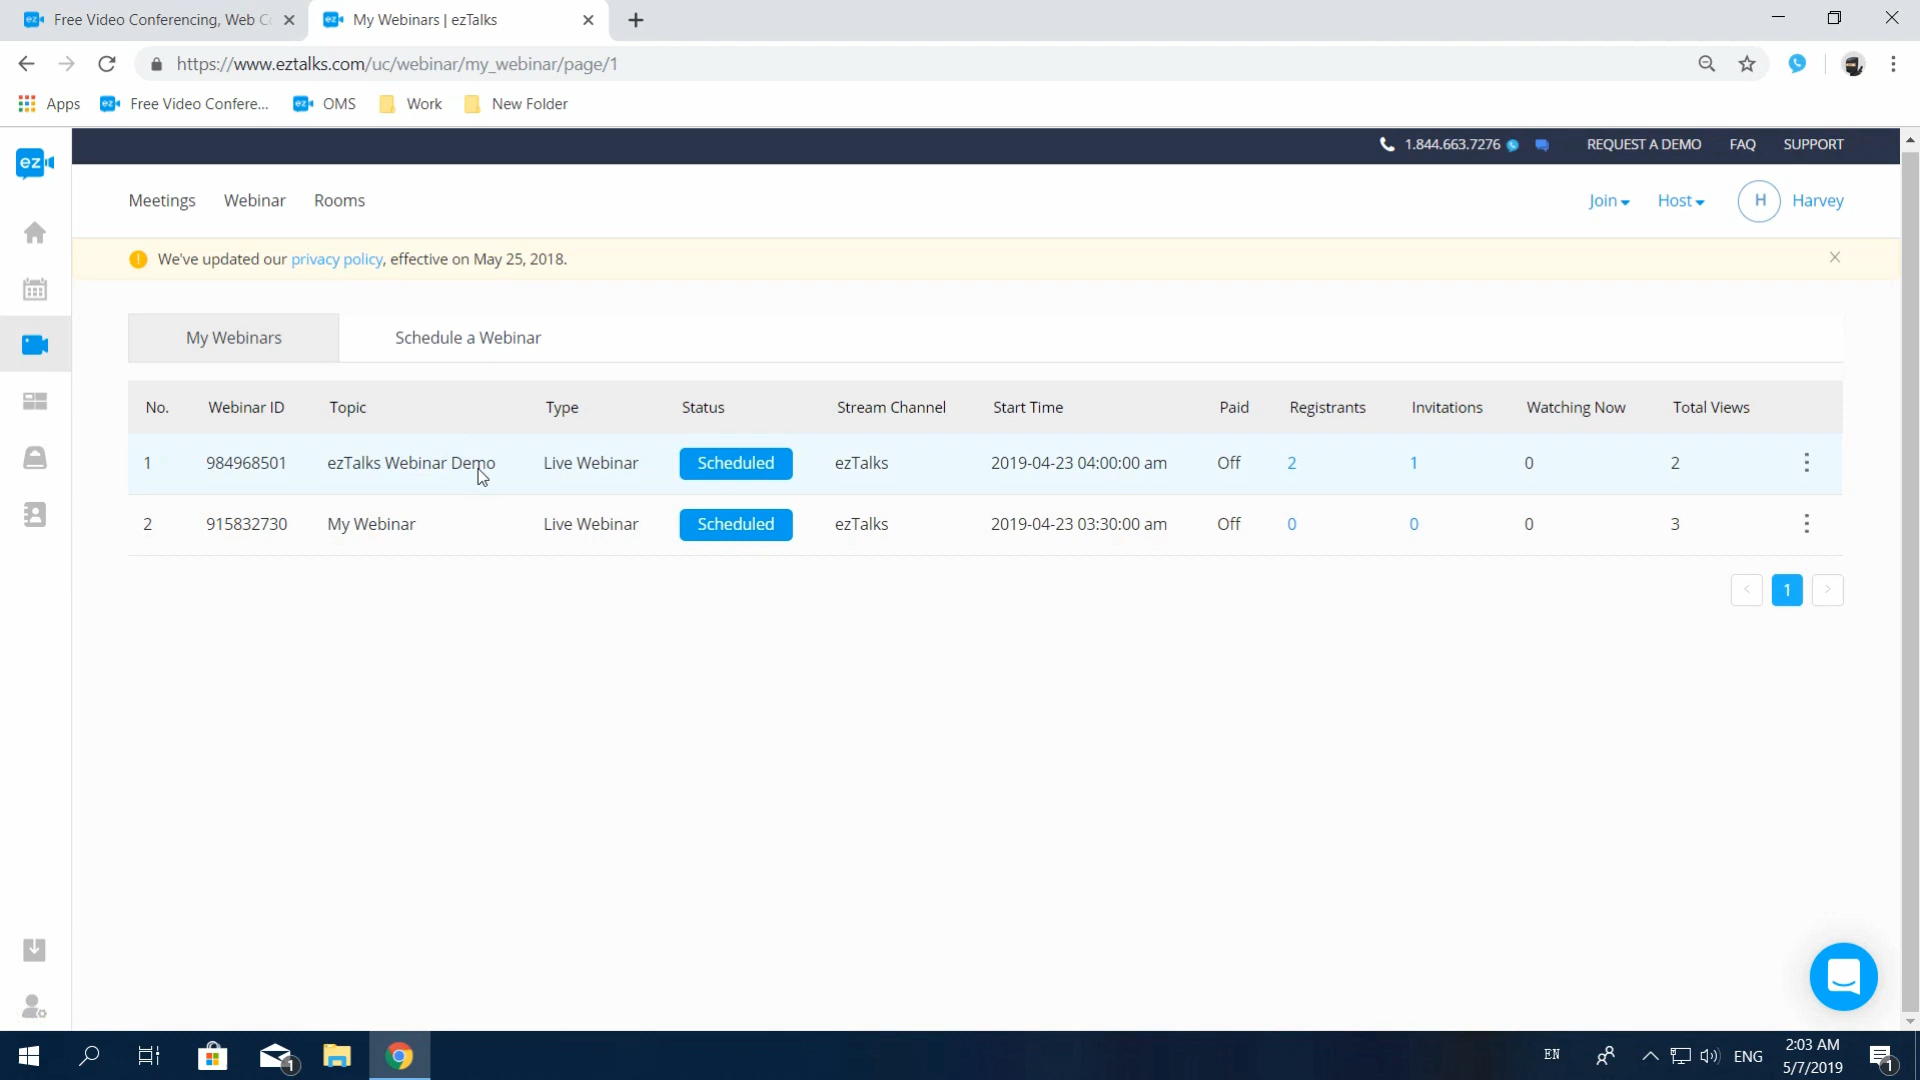 Free Video Conferencing, Web C
My Webinars | ezTalks
https://www.eztalks.com/uc/webinar/my_webinar/page/1
Apps
Free Video Confere...
OMS
Work
New Folder
ez
1.844.663.7276
REQUEST A DEMO
FAQ
SUPPORT
Meetings
Webinar
Rooms
Join
Host
H
Harvey
We've updated our privacy policy, effective on May 25, 2018.
My Webinars
Schedule a Webinar
No. Webinar ID Topic Type Status Stream Channel Start Time Paid Registrants Invitations Watching Now Total Views
1 984968501 ezTalks Webinar Demo Live Webinar Scheduled ezTalks 2019-04-23 04:00:00 am Off 2 1 0 2
2 915832730 My Webinar Live Webinar Scheduled ezTalks 2019-04-23 03:30:00 am Off 0 0 0 3
< 1 >
1
EN
ENG
2:03 AM
5/7/2019
1